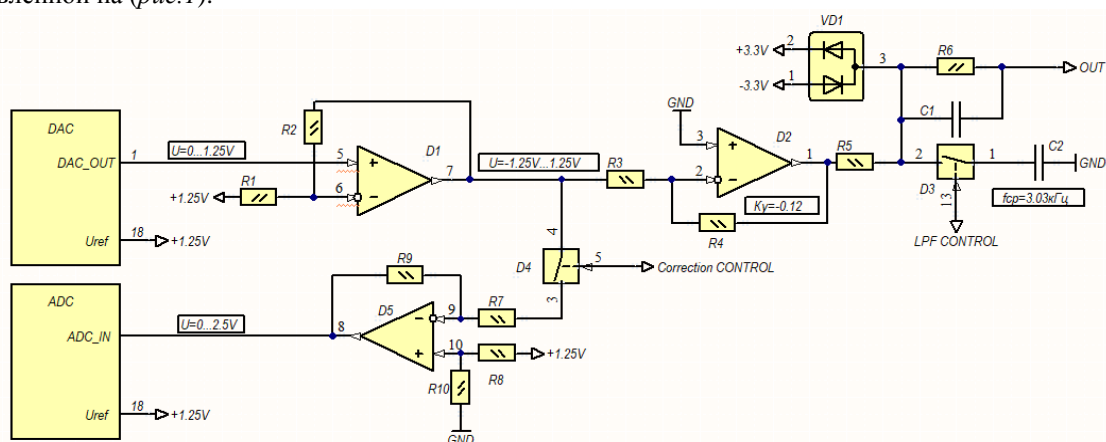 вленной на (рис.1).
VD1
+3.3V 2
-3.3V 1
3
R6
OUT
C1
DAC
DAC_OUT
1
U=0...1.25V
R2
5
6
D1
7
R1
+1.25V
Uref
18
+1.25V
U=-1.25V...1.25V
R3
GND
3
2
D2
1
R5
Ку=-0.12
R4
2
1
C2
GND
D3
13
fср=3.03кГц
LPF CONTROL
4
D4
5
Correction CONTROL
3
ADC
ADC_IN
U=0...2.5V
R9
8
D5
9
R7
10
R8
+1.25V
R10
GND
Uref
18
+1.25V